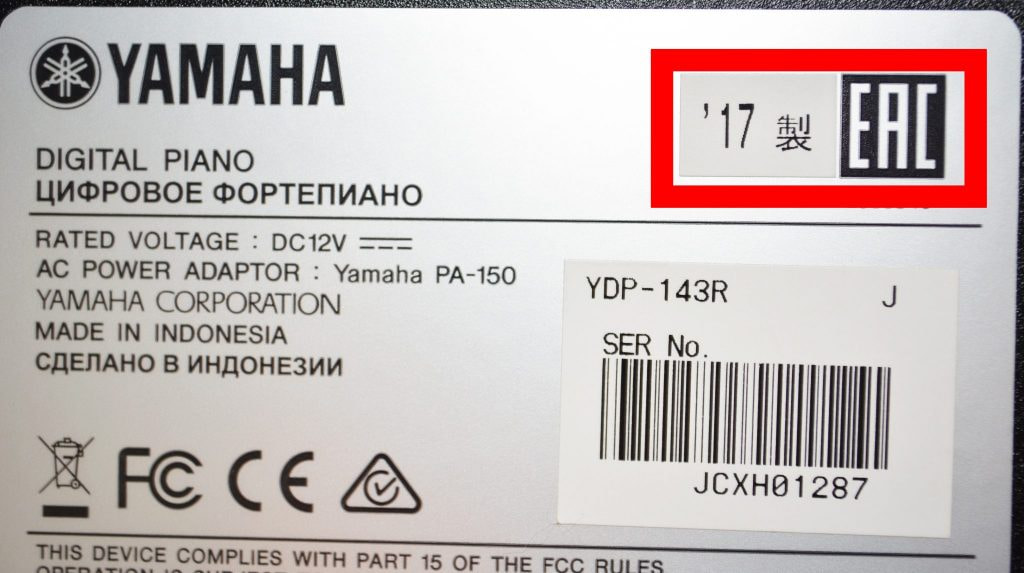 YAMAHA
'17 製
EAC
DIGITAL PIANO
ЦИФРОВОЕ ФОРТЕПИАНО
RATED VOLTAGE : DC12V
AC POWER ADAPTOR : Yamaha PA-150
YAMAHA CORPORATION
MADE IN INDONESIA
СДЕЛАНО В ИНДОНЕЗИИ
YDP-143R J
SER No.
JCXH01287
FC CE
THIS DEVICE COMPLIES WITH PART 15 OF THE FCC RULES